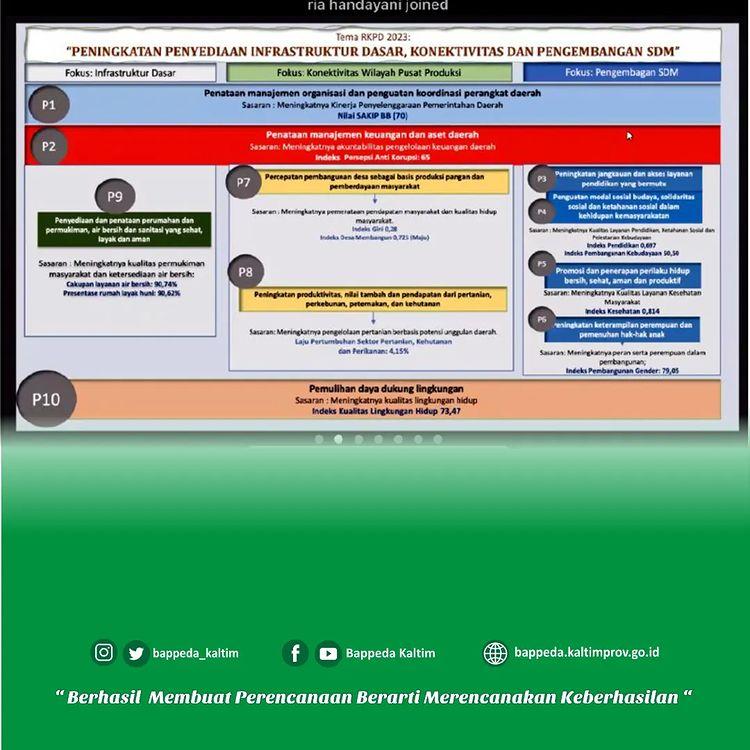 ria handayani joined
Tema RKPD 2023:
"PENINGKATAN PENYEDIAAN INFRASTRUKTUR DASAR, KONEKTIVITAS DAN PENGEMBANGAN SDM"
Fokus: Infrastruktur Dasar
Fokus: Konektivitas Wilayah Pusat Produksi
Fokus: Pengembagan SDM
P1
Penataan manajemen organisasi dan penguatan koordinasi perangkat daerah
Sasaran : Meningkatnya Kinerja Penyelenggaraan Pemerintahan Daerah
Nilai SAKIP BB (70)
P2
Penataan manajemen keuangan dan aset daerah
Sasaran: Meningkatnya akuntabilitas pengelolaan keuangan daerah
Indeks Persepsi Anti Korupsi: 65
P9
Penyediaan dan penataan perumahan dan
permukiman, air bersih dan sanitasi yang sehat,
layak dan aman
Sasaran : Meningkatnya kualitas permukiman
masyarakat dan ketersediaan air bersih:
Cakupan layanan air bersih: 90,74%
Presentase rumah layak huni: 90,62%
P7
Percepatan pembangunan desa sebagai basis produksi pangan dan
pemberdayaan masyarakat
Sasaran : Meningkatnya pemerataan pendapatan masyarakat dan kualitas hidup
masyarakat.
Indeks Gini 0,28
Indeks Desa Membangun 0,725 (Maju)
P8
Peningkatan produktivitas, nilai tambah dan pendapatan dari pertanian,
perkebunan, peternakan, dan kehutanan
Sasaran: Meningkatnya pengelolaan pertanian berbasis potensi unggulan daerah.
Laju Pertumbuhan Sektor Pertanian, Kehutanan
dan Perikanan: 4,15%
P3
Peningkatan jangkauan dan akses layanan
pendidikan yang bermutu
P4
Penguatan modal sosial budaya, solidaritas
sosial dan ketahanan sosial dalam
kehidupan kemasyarakatan
Sasaran : Meningkatnya Kualitas Layanan Pendidikan, Ketahanan Sosial dan
Pelestarian Kebudayaan
Indeks Pendidikan 0,697
Indeks Pembangunan Kebudayaan 50,50
P5
Promosi dan penerapan perilaku hidup
bersih, sehat, aman dan produktif
Sasaran: Meningkatnya Kualitas Layanan Kesehatan
Masyarakat
Indeks Kesehatan 0,814
P6
Peningkatan keterampilan perempuan dan
pemenuhan hak-hak anak
Sasaran: Meningkatnya peran serta perempuan dalam
pembangunan;
Indeks Pembangunan Gender: 79,05
P10
Pemulihan daya dukung lingkungan
Sasaran : Meningkatnya kualitas lingkungan hidup
Indeks Kualitas Lingkungan Hidup 73,47
bappeda_kaltim
Bappeda Kaltim
bappeda.kaltimprov.go.id
" Berhasil Membuat Perencanaan Berarti Merencanakan Keberhasilan "